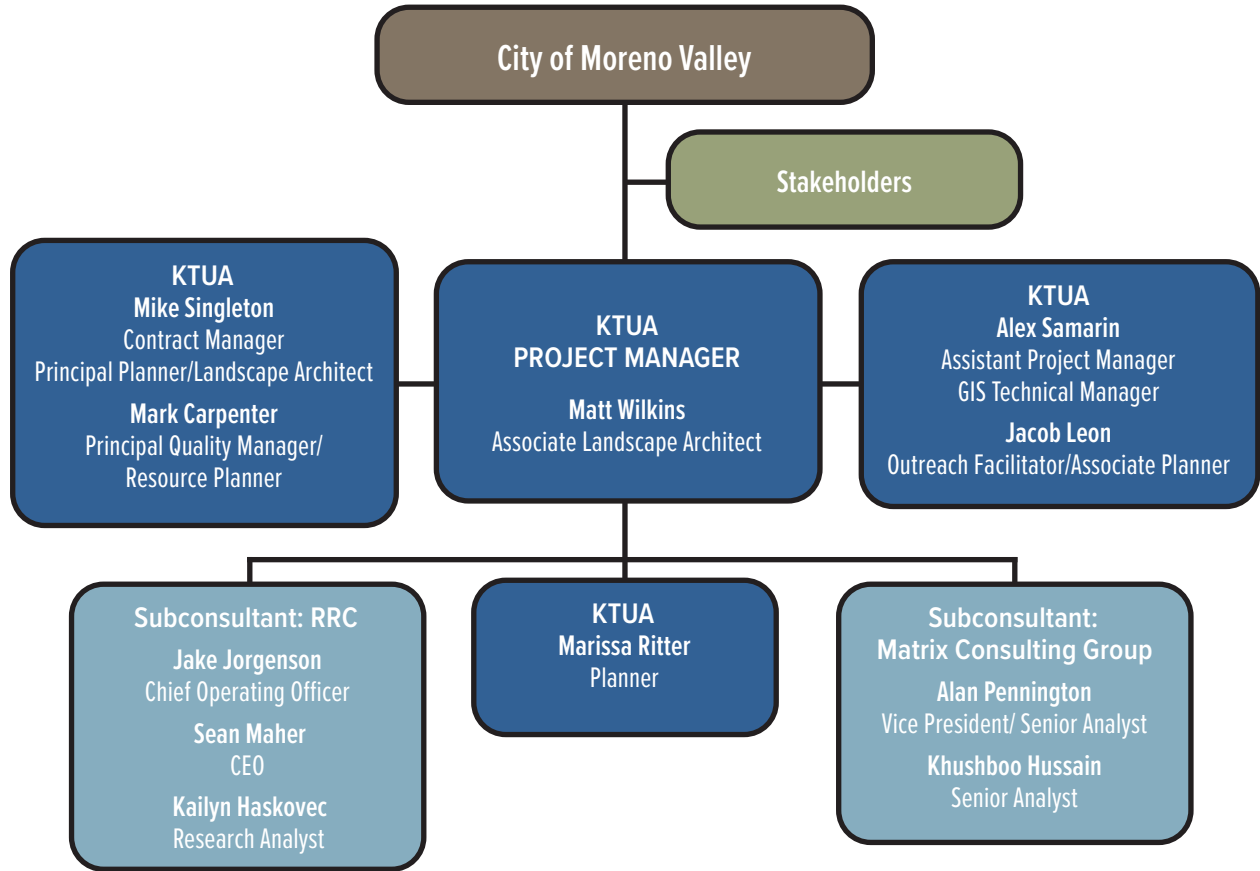 City of Moreno Valley
Stakeholders
KTUA
Mike Singleton
Contract Manager
Principal Planner/Landscape Architect
Mark Carpenter
Principal Quality Manager/
Resource Planner
KTUA
PROJECT MANAGER
Matt Wilkins
Associate Landscape Architect
KTUA
Alex Samarin
Assistant Project Manager
GIS Technical Manager
Jacob Leon
Outreach Facilitator/Associate Planner
Subconsultant: RRC
Jake Jorgenson
Chief Operating Officer
Sean Maher
CEO
Kailyn Haskovec
Research Analyst
KTUA
Marissa Ritter
Planner
Subconsultant:
Matrix Consulting Group
Alan Pennington
Vice President/ Senior Analyst
Khushboo Hussain
Senior Analyst